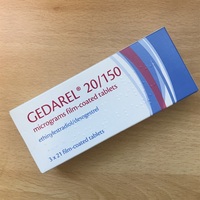 GEDAREL® 20/150
micrograms film-coated tablets
ethinylestradiol/desogestrel
3 x 21 film-coated tablets